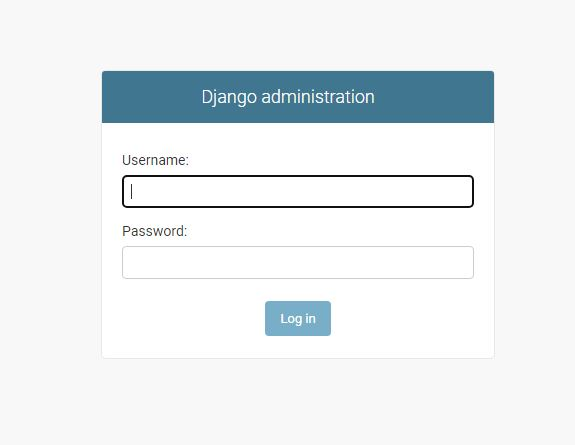 Django administration
Username:
Password:
Log in